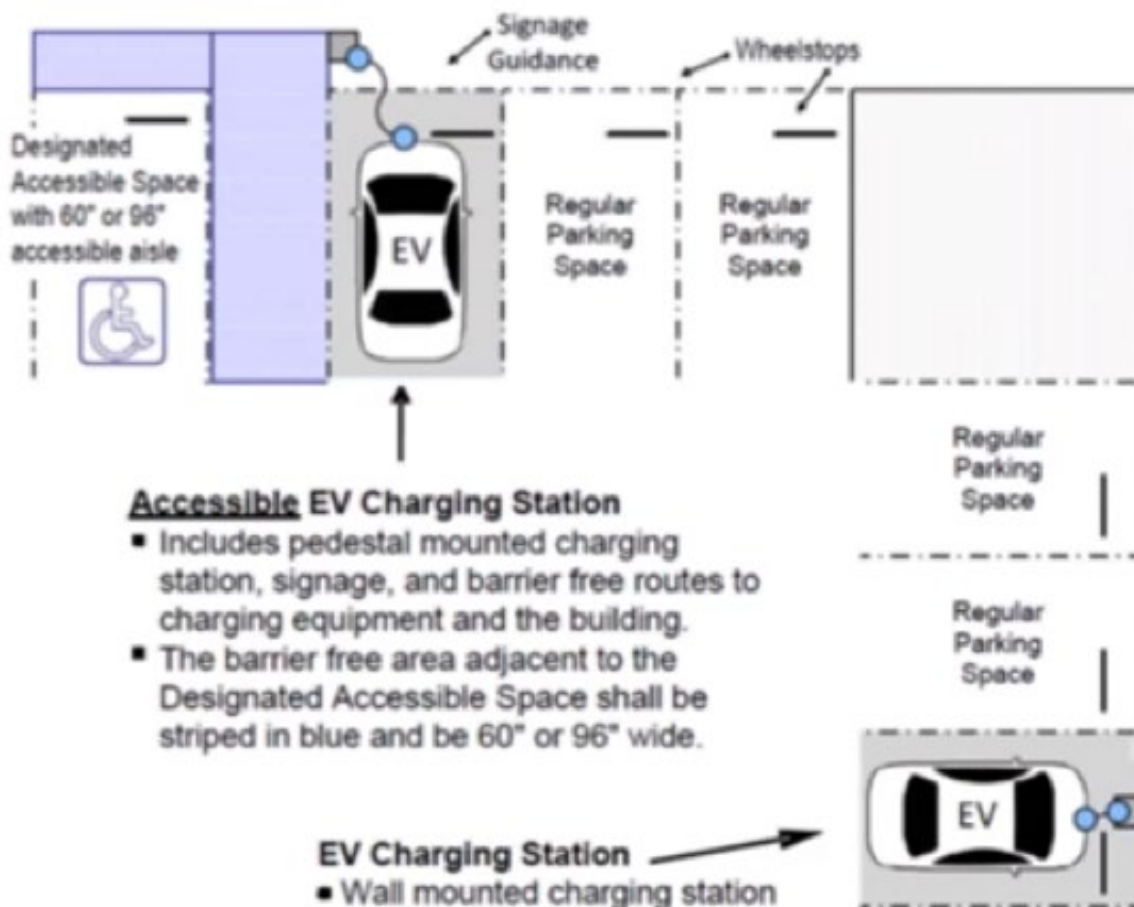 Signage
Guidance
Wheelstops
Designated
Accessible Space
with 60" or 96"
accessible aisle
EV
Regular
Parking
Space
Regular
Parking
Space
Regular
Parking
Space
Accessible EV Charging Station
▪ Includes pedestal mounted charging
station, signage, and barrier free routes to
charging equipment and the building.
▪ The barrier free area adjacent to the
Designated Accessible Space shall be
striped in blue and be 60" or 96" wide.
Regular
Parking
Space
EV
EV Charging Station
▪ Wall mounted charging station